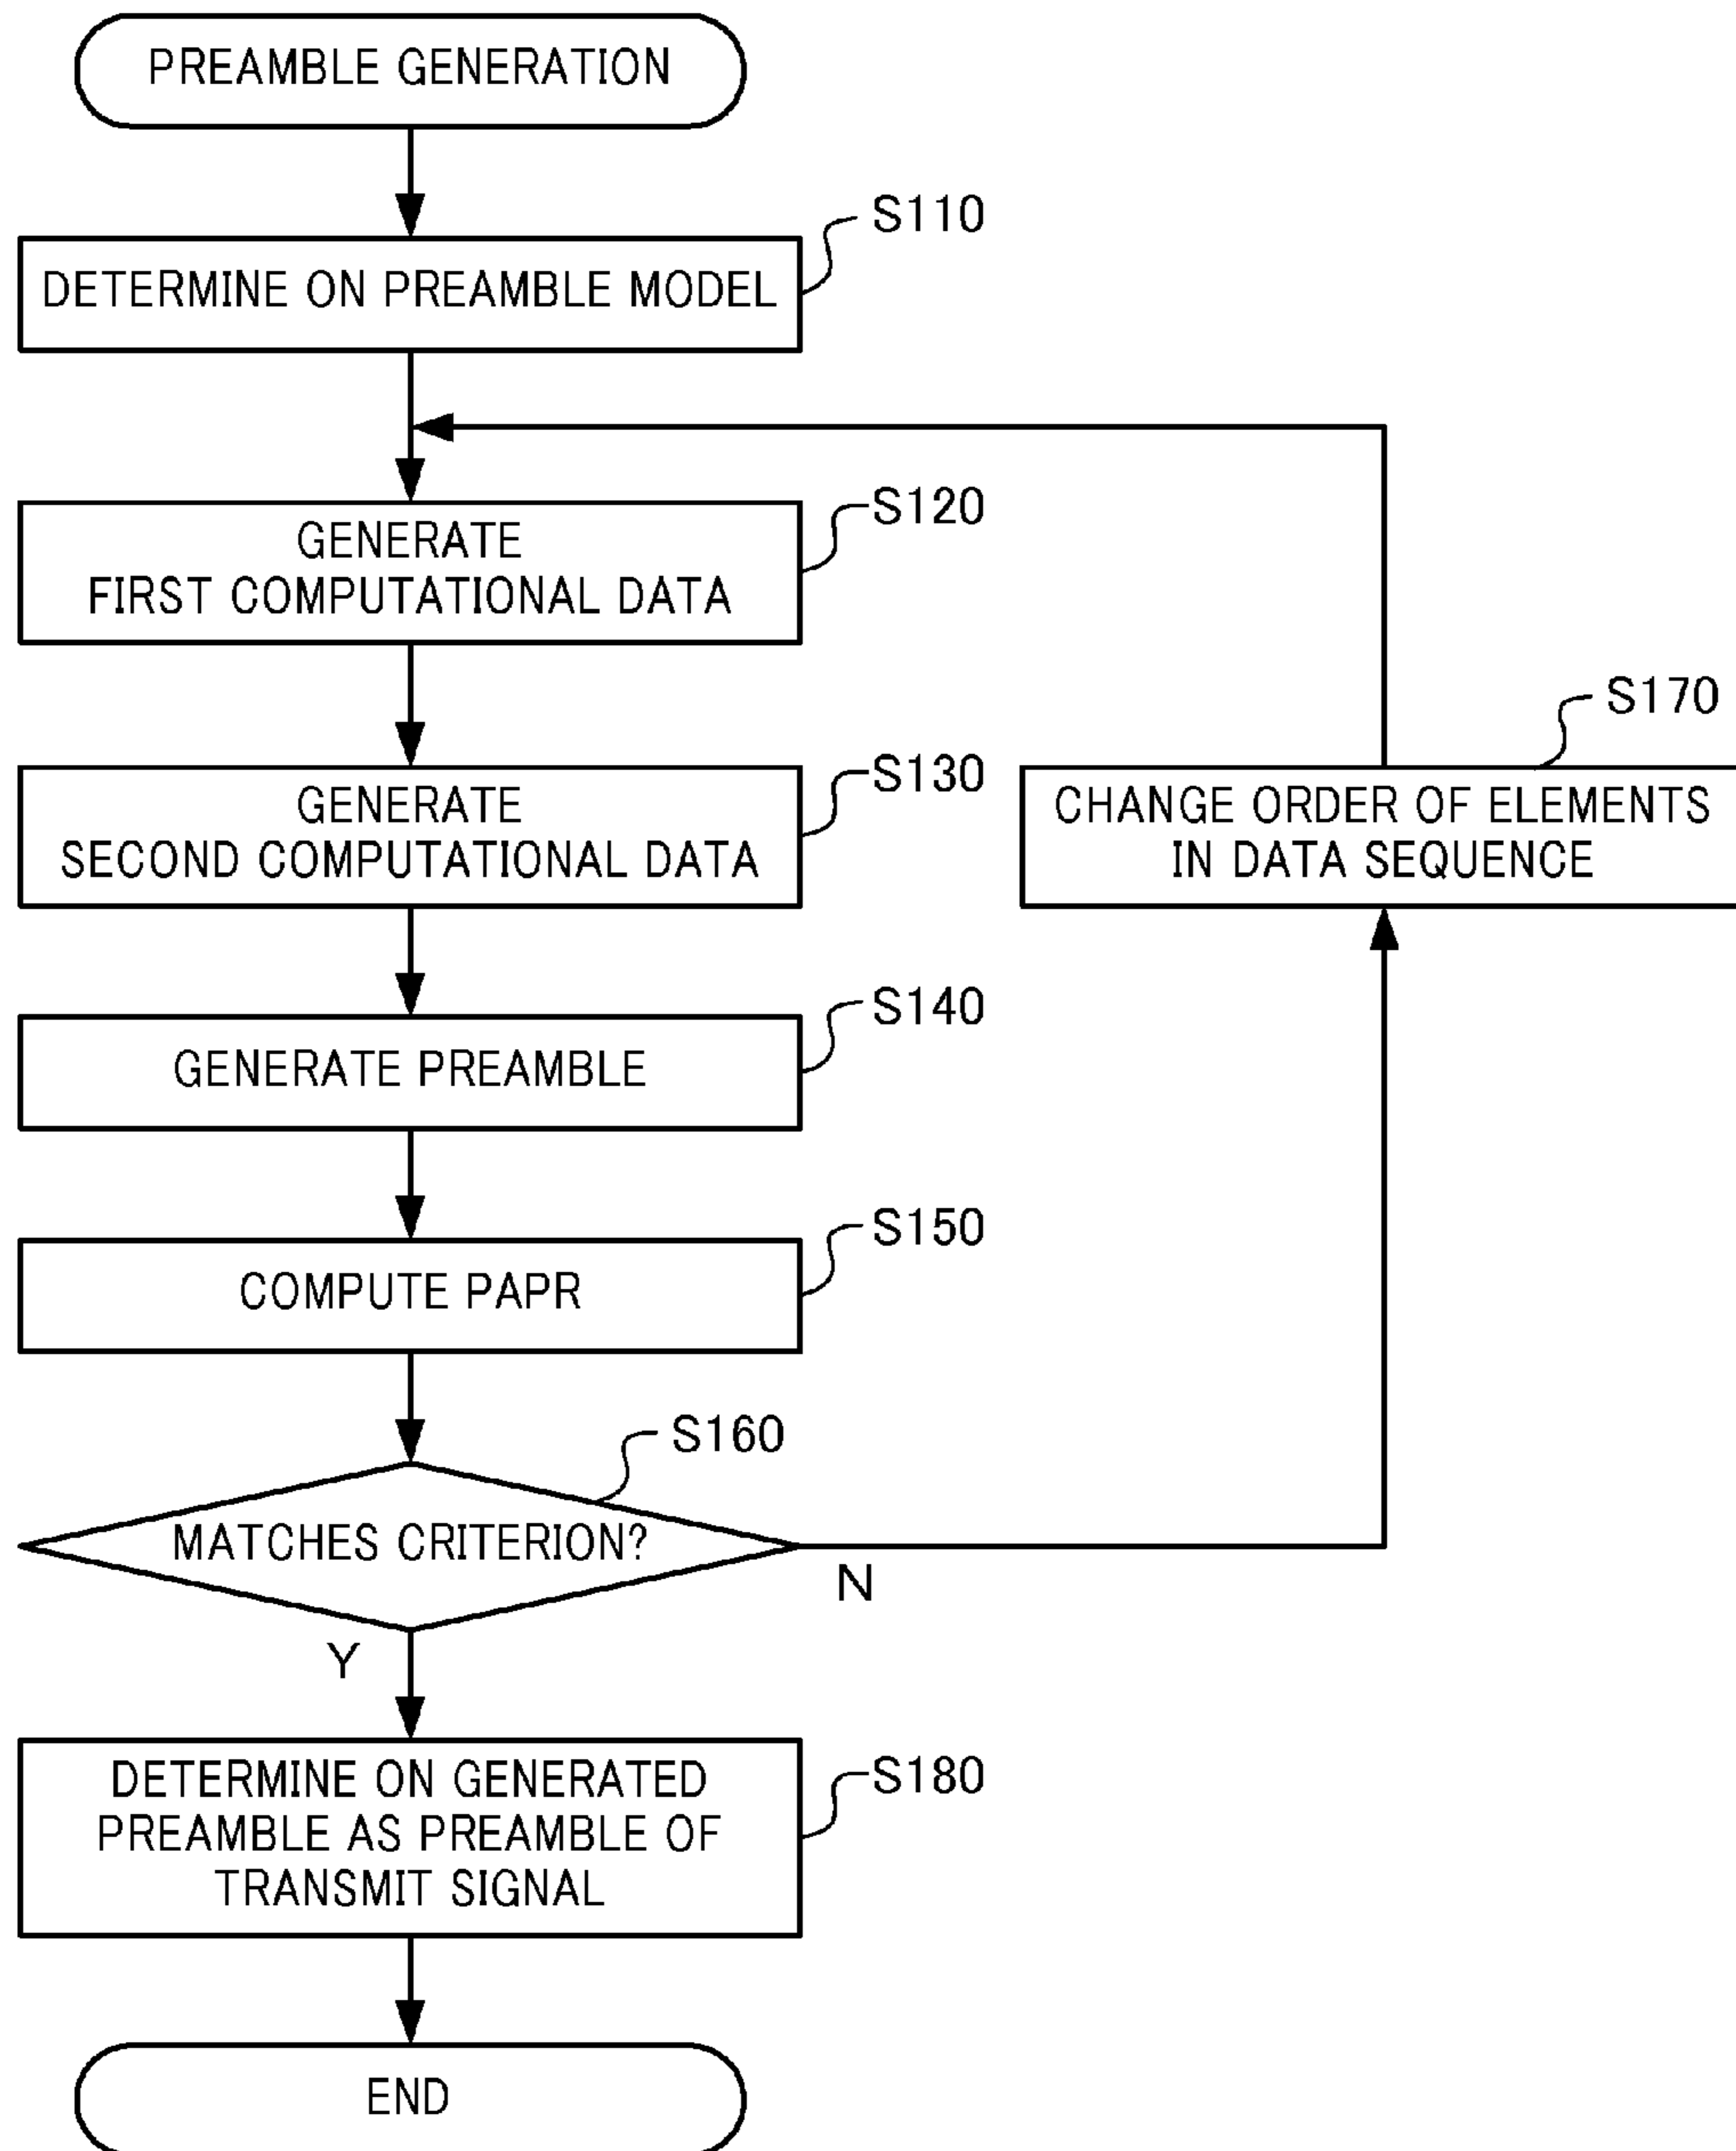 PREAMBLE GENERATION
S110
DETERMINE ON PREAMBLE MODEL
S120
GENERATE
FIRST COMPUTATIONAL DATA
S130
GENERATE
SECOND COMPUTATIONAL DATA
S170
CHANGE ORDER OF ELEMENTS
IN DATA SEQUENCE
S140
GENERATE PREAMBLE
S150
COMPUTE PAPR
S160
MATCHES CRITERION?
N
Y
S180
DETERMINE ON GENERATED
PREAMBLE AS PREAMBLE OF
TRANSMIT SIGNAL
END